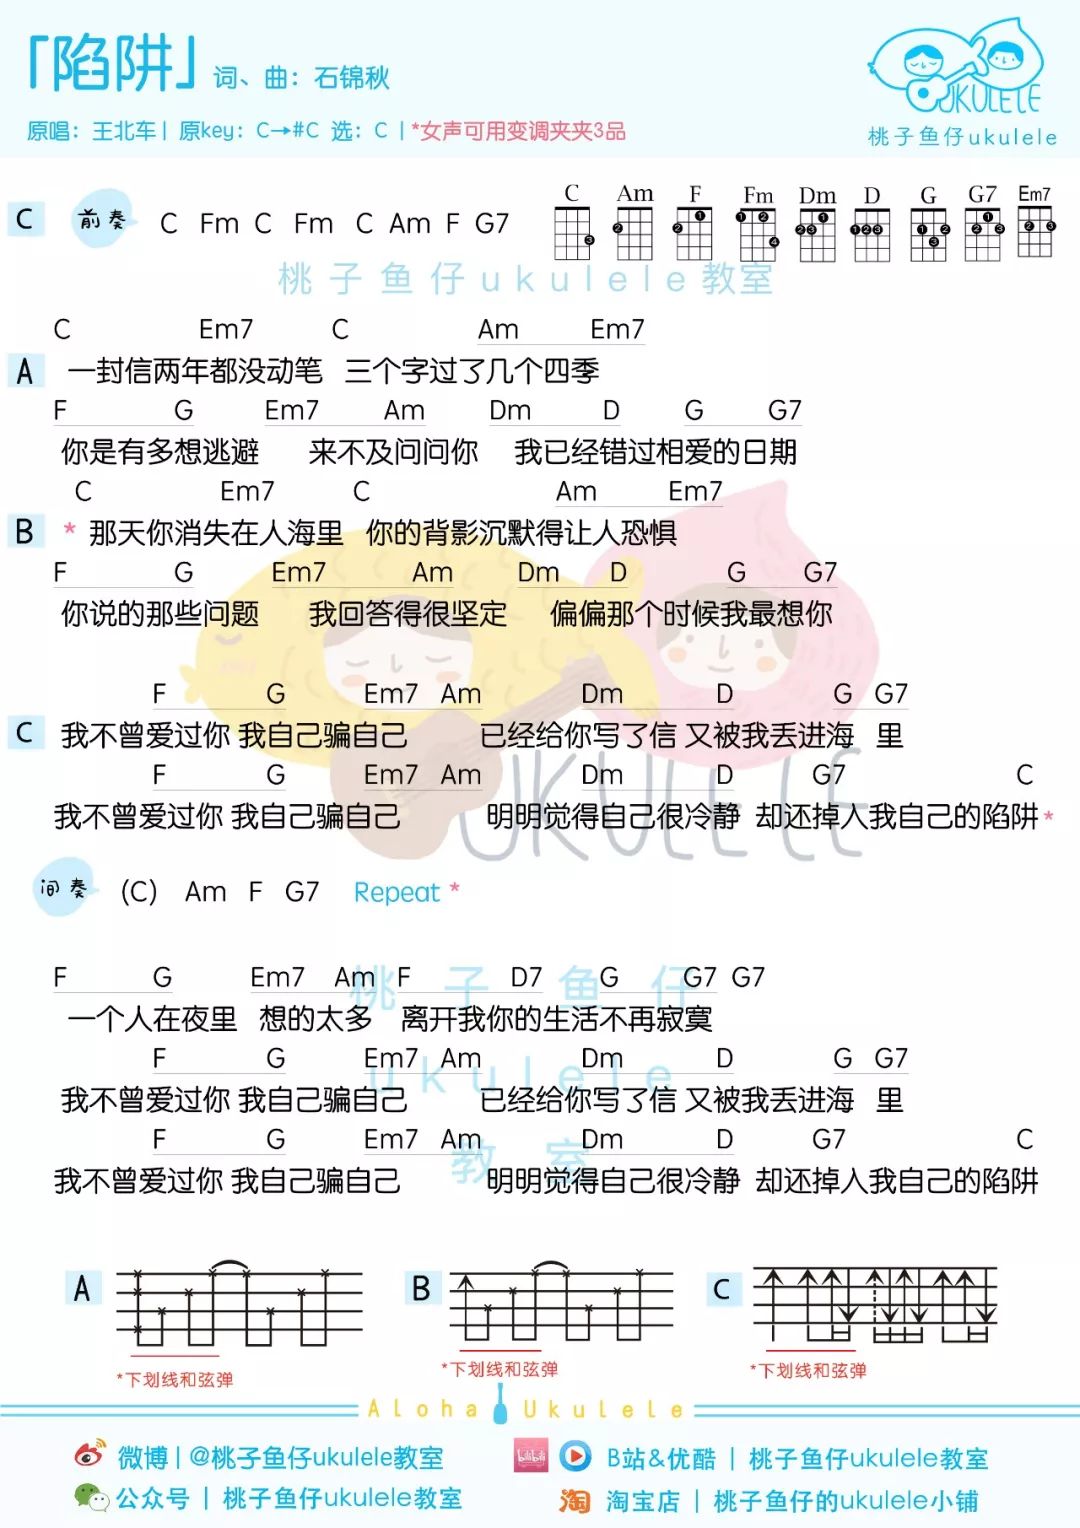 「陷阱」 词、曲：石锦秋
原唱：王北车 | 原key：C→#C 选：C | *女声可用变调夹夹3品
UKULELE
桃子鱼仔ukulele
C 前奏 C Fm C Fm C Am F G7
C Am F Fm Dm D G G7 Em7
桃子鱼仔ukulele教室
C Em7 C Am Em7
A 一封信两年都没动笔 三个字过了几个四季
F G Em7 Am Dm D G G7
你是有多想逃避 来不及问问你 我已经错过相爱的日期
C Em7 C Am Em7
B * 那天你消失在人海里 你的背影沉默得让人恐惧
F G Em7 Am Dm D G G7
你说的那些问题 我回答得很坚定 偏偏那个时候我最想你
F G Em7 Am Dm D G G7
C 我不曾爱过你 我自己骗自己 已经给你写了信 又被我丢进海 里
F G Em7 Am Dm D G7 C
我不曾爱过你 我自己骗自己 明明觉得自己很冷静 却还掉入我自己的陷阱 *
UKULELE
间奏 (C) Am F G7 Repeat *
F G Em7 Am F D7 G G7 G7
桃子鱼仔
一个人在夜里 想的太多 离开我你的生活不再寂寞
F G Em7 Am Dm D G G7
ukulele
我不曾爱过你 我自己骗自己 已经给你写了信 又被我丢进海 里
F G Em7 Am Dm D G7 C
教室
我不曾爱过你 我自己骗自己 明明觉得自己很冷静 却还掉入我自己的陷阱
A B C
*下划线和弦弹 *下划线和弦弹 *下划线和弦弹
Aloha Ukulele
微博 | @桃子鱼仔ukulele教室 bilibili B站&优酷 | 桃子鱼仔ukulele教室
公众号 | 桃子鱼仔ukulele教室 淘 淘宝店 | 桃子鱼仔的ukulele小铺